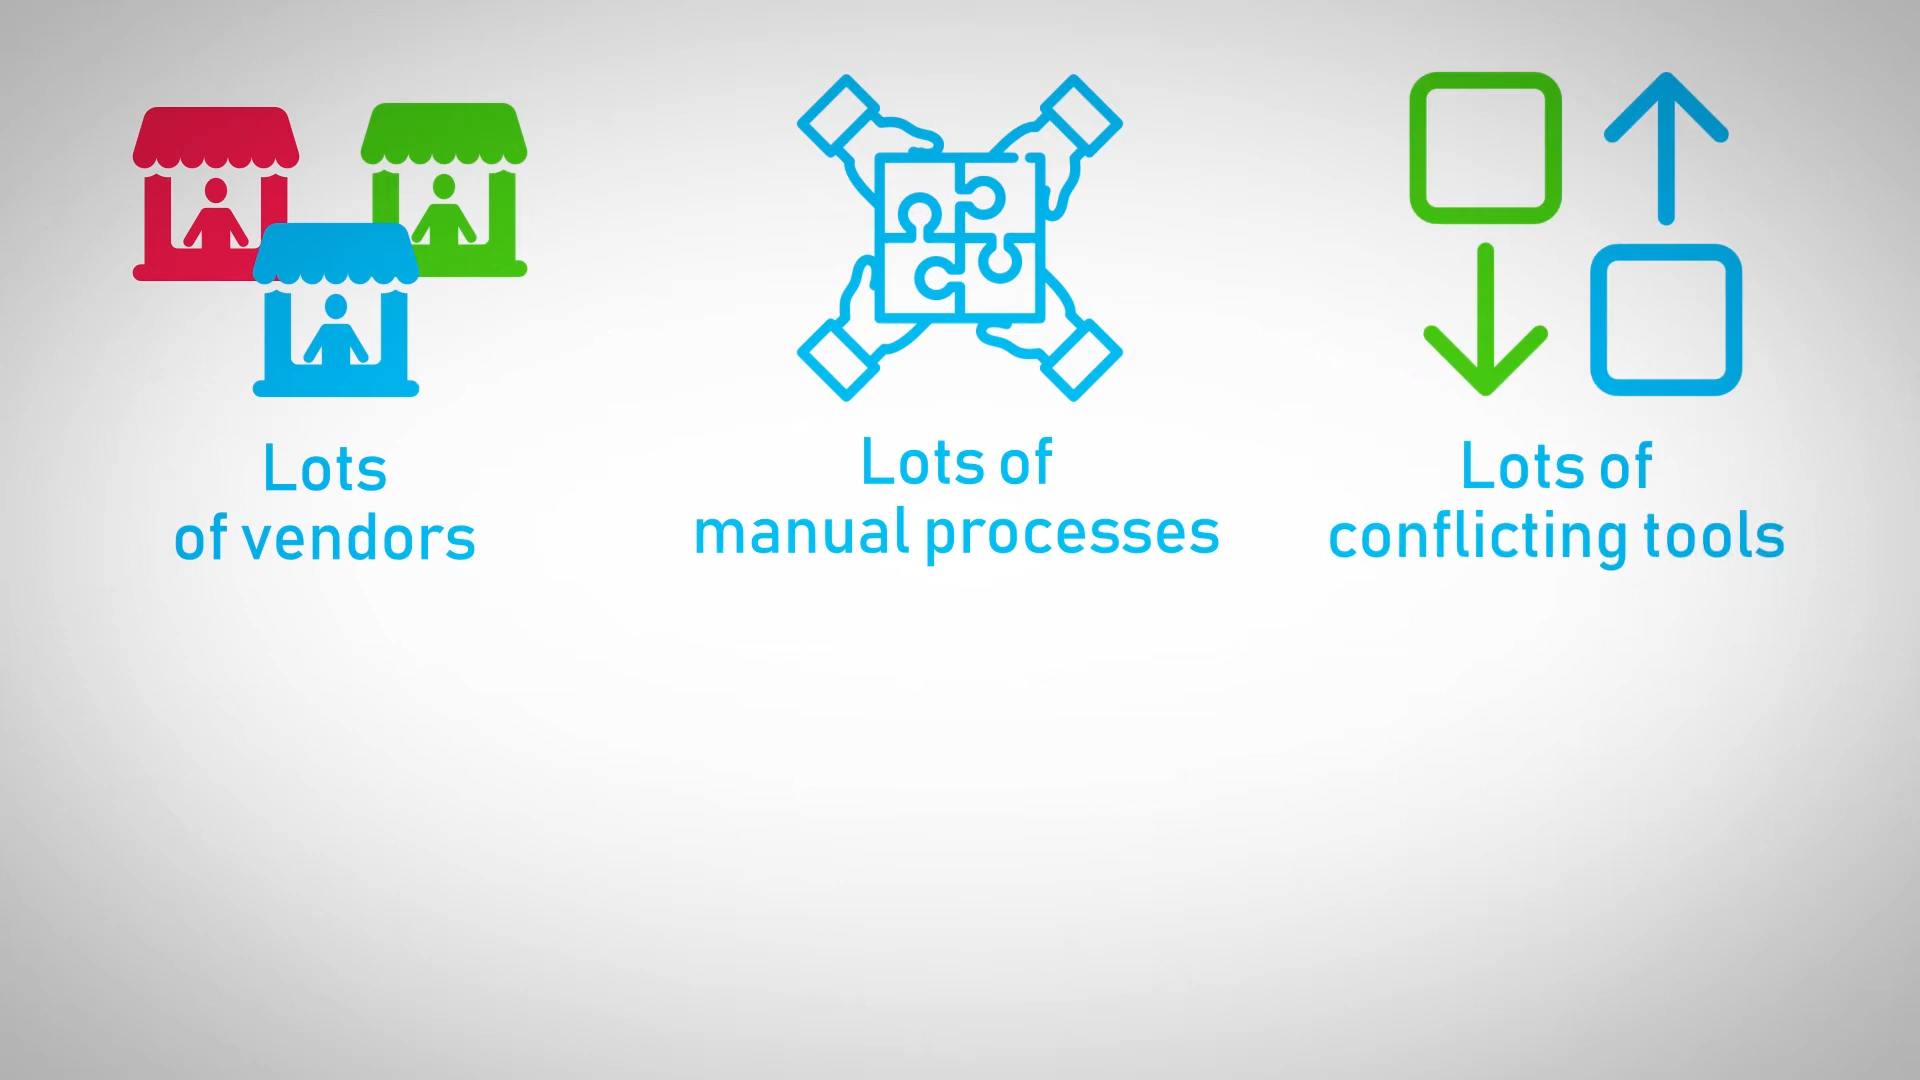 Lots
of vendors
Lots of
manual processes
Lots of
conflicting tools